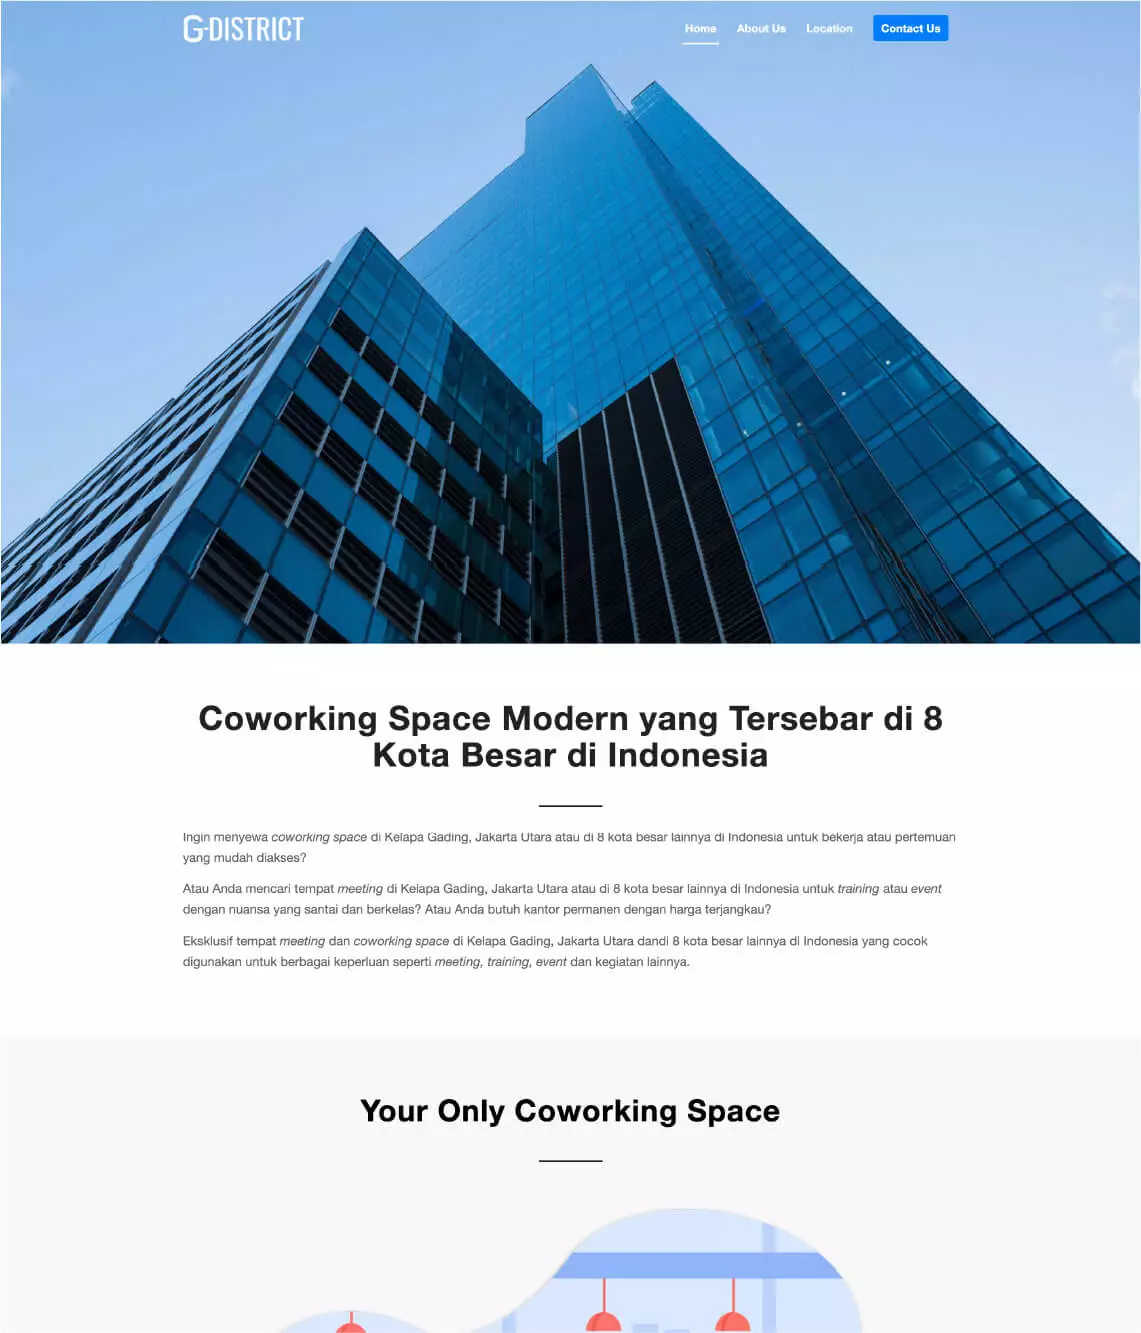 G-DISTRICT
Home
About Us
Location
Contact Us
Coworking Space Modern yang Tersebar di 8
Kota Besar di Indonesia
Ingin menyewa coworking space di Kelapa Gading, Jakarta Utara atau di 8 kota besar lainnya di Indonesia untuk bekerja atau pertemuan
yang mudah diakses?
Atau Anda mencari tempat meeting di Kelapa Gading, Jakarta Utara atau di 8 kota besar lainnya di Indonesia untuk training atau event
dengan nuansa yang santai dan berkelas? Atau Anda butuh kantor permanen dengan harga terjangkau?
Eksklusif tempat meeting dan coworking space di Kelapa Gading, Jakarta Utara dandi 8 kota besar lainnya di Indonesia yang cocok
digunakan untuk berbagai keperluan seperti meeting, training, event dan kegiatan lainnya.
Your Only Coworking Space